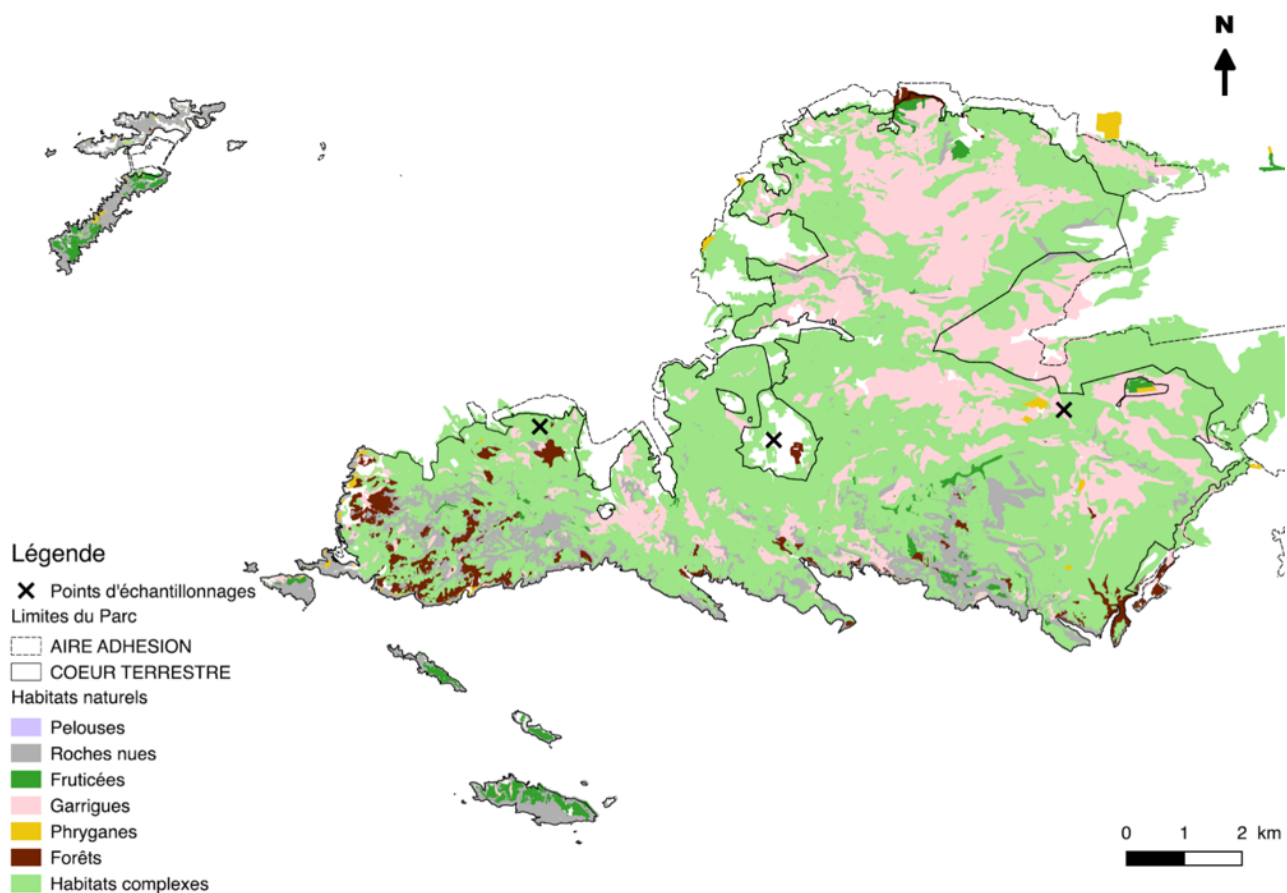 N
Légende
Points d'échantillonnages
Limites du Parc
AIRE ADHESION
COEUR TERRESTRE
Habitats naturels
Pelouses
Roches nues
Fruticées
Garrigues
Phryganes
Forêts
Habitats complexes
0 1 2 km